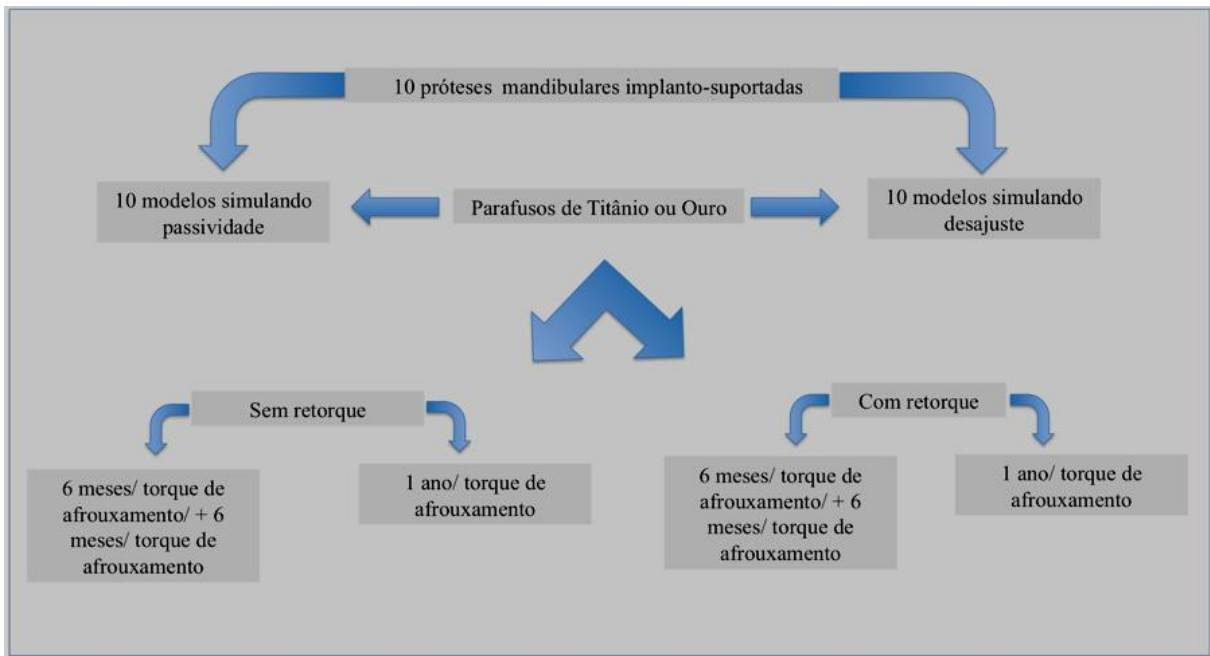 10 próteses mandibulares implanto-suportadas
10 modelos simulando
passividade
Parafusos de Titânio ou Ouro
10 modelos simulando
desajuste
Sem retorque
Com retorque
6 meses/ torque de
afrouxamento/ + 6
meses/ torque de
afrouxamento
1 ano/ torque de
afrouxamento
6 meses/ torque de
afrouxamento/ + 6
meses/ torque de
afrouxamento
1 ano/ torque de
afrouxamento